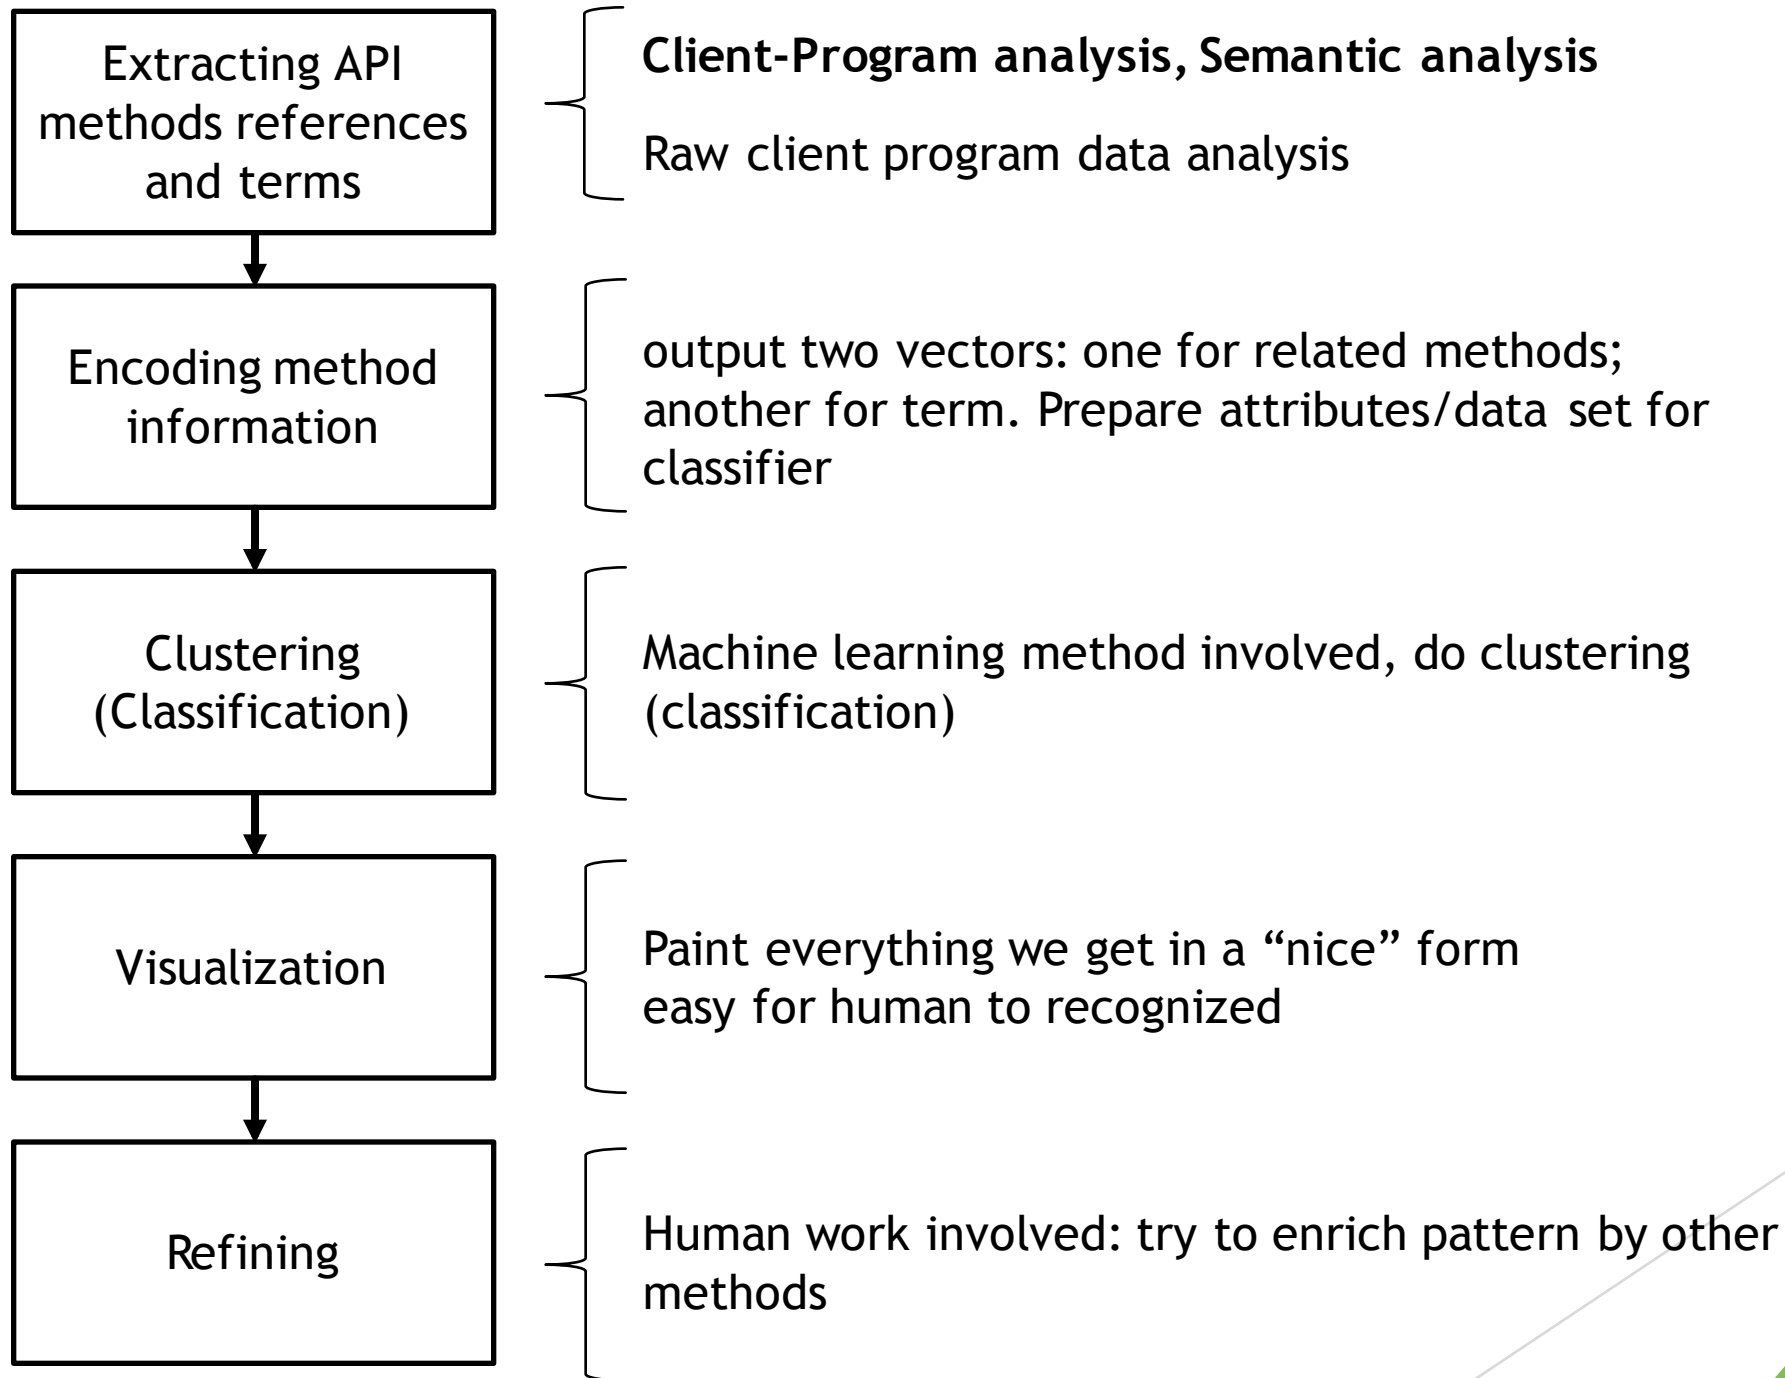 Extracting API
methods references
and terms
Client-Program analysis, Semantic analysis
Raw client program data analysis
Encoding method
information
output two vectors: one for related methods;
another for term. Prepare attributes/data set for
classifier
Clustering
(Classification)
Machine learning method involved, do clustering
(classification)
Visualization
Paint everything we get in a “nice” form
easy for human to recognized
Refining
Human work involved: try to enrich pattern by other
methods